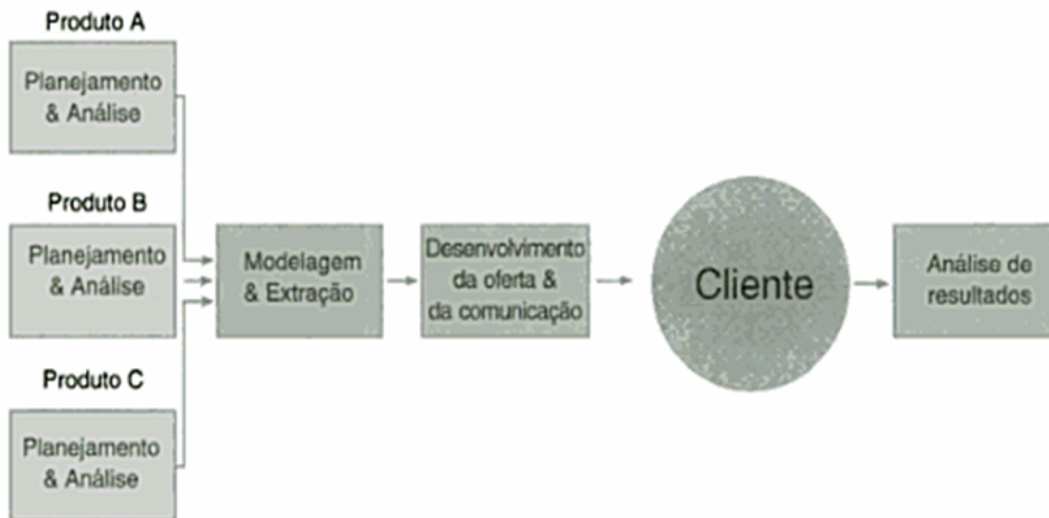 Produto A
Planejamento
& Análise
Produto B
Planejamento
& Análise
Produto C
Planejamento
& Análise
Modelagem
& Extração
Desenvolvimento
da oferta &
da comunicação
Cliente
Análise de
resultados